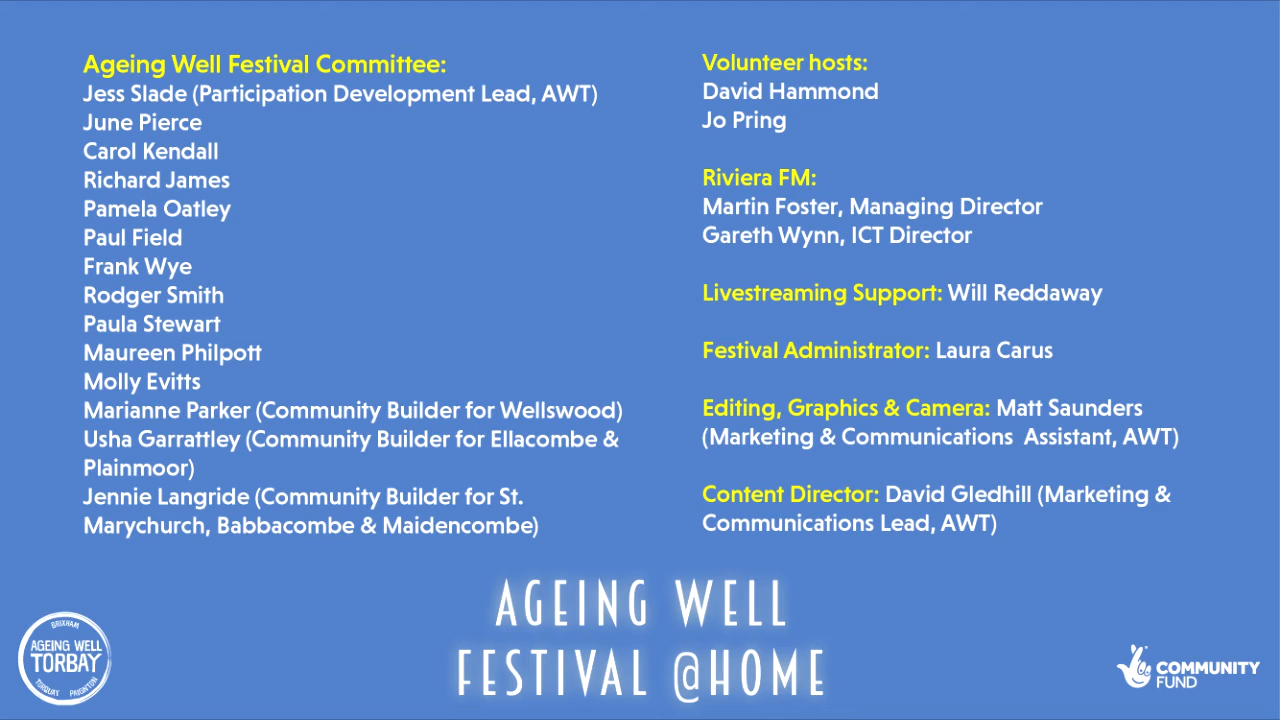 Ageing Well Festival Committee:
Jess Slade (Participation Development Lead, AWT)
June Pierce
Carol Kendall
Richard James
Pamela Oatley
Paul Field
Frank Wye
Rodger Smith
Paula Stewart
Maureen Philpott
Molly Evitts
Marianne Parker (Community Builder for Wellswood)
Usha Garrattley (Community Builder for Ellacombe &
Plainmoor)
Jennie Langride (Community Builder for St.
Marychurch, Babbacombe & Maidencombe)
Volunteer hosts:
David Hammond
Jo Pring
Riviera FM:
Martin Foster, Managing Director
Gareth Wynn, ICT Director
Livestreaming Support: Will Reddaway
Festival Administrator: Laura Carus
Editing, Graphics & Camera: Matt Saunders
(Marketing & Communications Assistant, AWT)
Content Director: David Gledhill (Marketing &
Communications Lead, AWT)
AGEING WELL
FESTIVAL @HOME
BRIXHAM
AGEING WELL
TORBAY
TORQUAY PAIGNTON
COMMUNITY
FUND